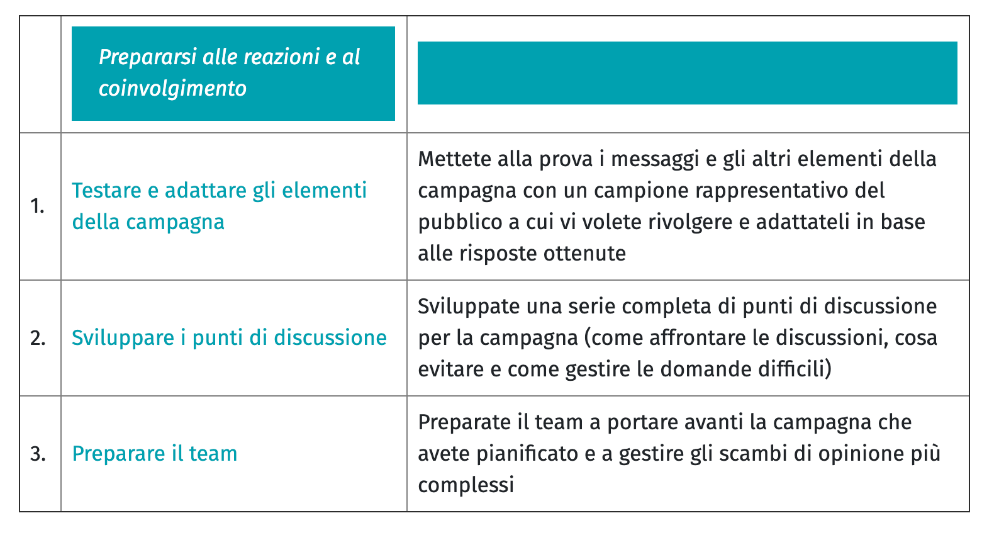 Prepararsi alle reazioni e al
coinvolgimento
1.
Testare e adattare gli elementi
della campagna
Mettete alla prova i messaggi e gli altri elementi della
campagna con un campione rappresentativo del
pubblico a cui vi volete rivolgere e adattateli in base
alle risposte ottenute
2.
Sviluppare i punti di discussione
Sviluppate una serie completa di punti di discussione
per la campagna (come affrontare le discussioni, cosa
evitare e come gestire le domande difficili)
3.
Preparare il team
Preparate il team a portare avanti la campagna che
avete pianificato e a gestire gli scambi di opinione più
complessi